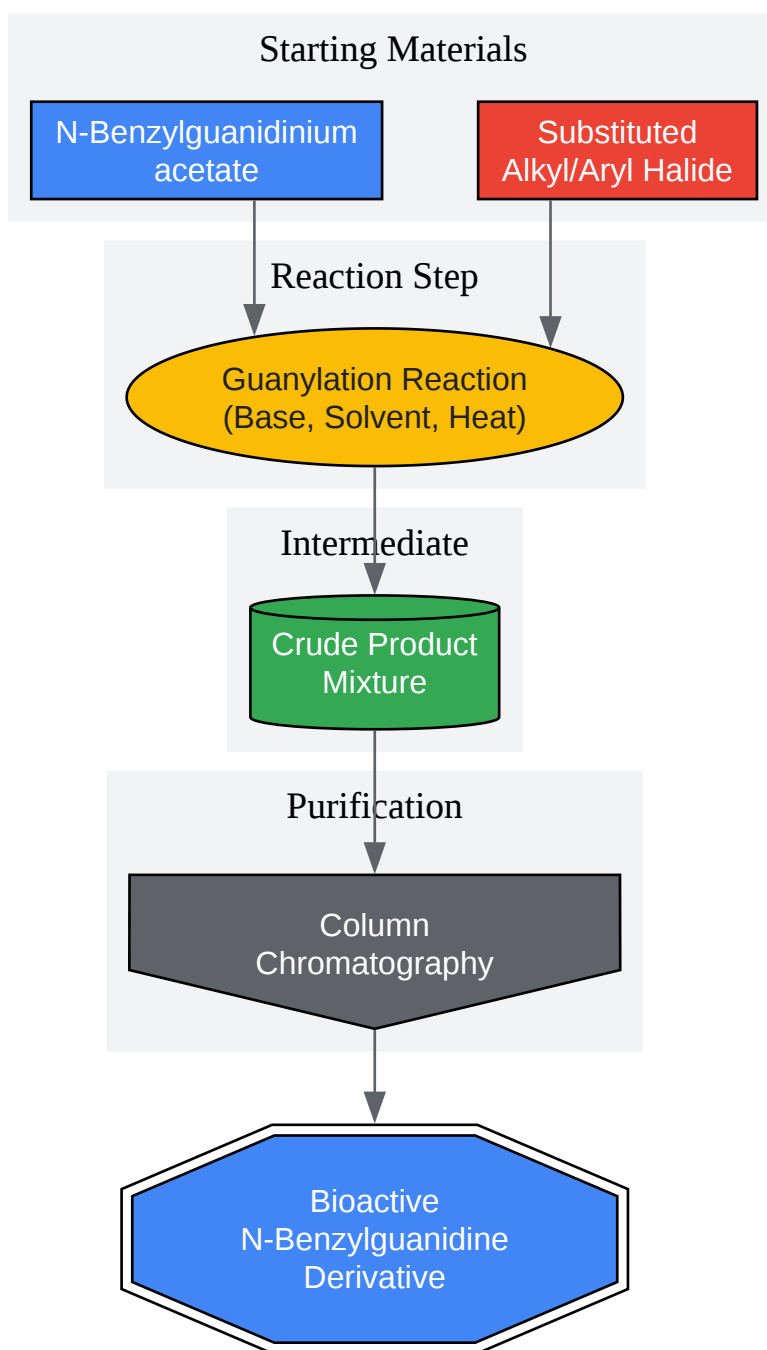 Starting Materials
N-Benzylguanidinium
acetate
Substituted
Alkyl/Aryl Halide
Reaction Step
Guanylation Reaction
(Base, Solvent, Heat)
Intermediate
Crude Product
Mixture
Purification
Column
Chromatography
Bioactive
N-Benzylguanidine
Derivative